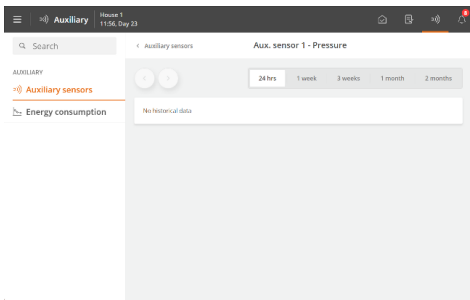 Auxiliary
House 1
11:56, Day 23
8
Search
AUXILIARY
Auxiliary sensors
Energy consumption
< Auxiliary sensors
Aux. sensor 1 - Pressure
24 hrs 1 week 3 weeks 1 month 2 months
No historical data